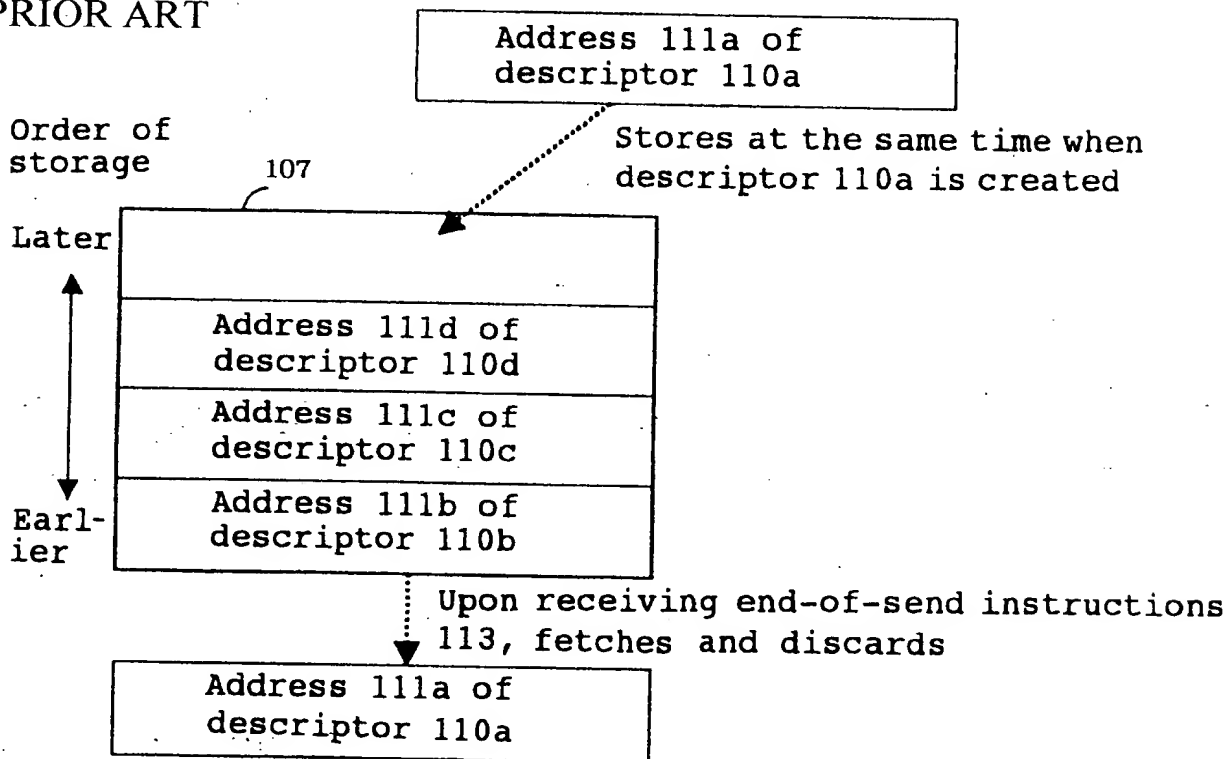 PRIOR ART
Address 111a of
descriptor 110a
Order of
storage
Stores at the same time when
descriptor 110a is created
107
Later
Address 111d of
descriptor 110d
Address 111c of
descriptor 110c
Address 111b of
descriptor 110b
Earl-
ier
Upon receiving end-of-send instructions
113, fetches and discards
Address 111a of
descriptor 110a